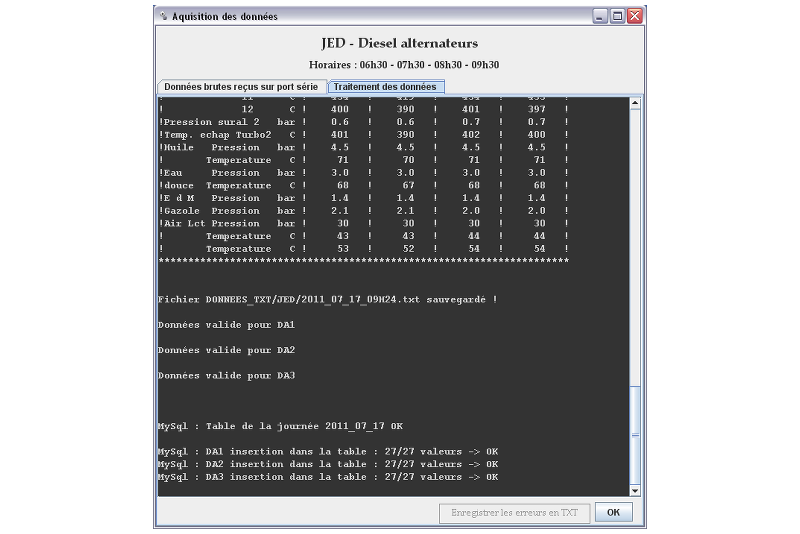 Aquisition des données
JED - Diesel alternateurs
Horaires : 06h30 - 07h30 - 08h30 - 09h30
Données brutes reçus sur port série Traitement des données
! 12 C ! 400 ! 390 ! 401 ! 397 !
!Pression sural 2 bar ! 0.6 ! 0.6 ! 0.7 ! 0.7 !
!Temp. echap Turbo2 C ! 401 ! 390 ! 402 ! 400 !
!Huile Pression bar ! 4.5 ! 4.5 ! 4.5 ! 4.5 !
! Temperature C ! 71 ! 70 ! 71 ! 71 !
!Eau Pression bar ! 3.0 ! 3.0 ! 3.0 ! 3.0 !
!douce Temperature C ! 68 ! 67 ! 68 ! 68 !
!E d M Pression bar ! 1.4 ! 1.4 ! 1.4 ! 1.4 !
!Gazole Pression bar ! 2.1 ! 2.1 ! 2.0 ! 2.0 !
!Air Lct Pression bar ! 30 ! 30 ! 30 ! 30 !
! Temperature C ! 43 ! 43 ! 44 ! 44 !
! Temperature C ! 53 ! 52 ! 54 ! 54 !
*********************************************************************
Fichier DONNEES_TXT/JED/2011_07_17_09H24.txt sauvegardé !
Données valide pour DA1
Données valide pour DA2
Données valide pour DA3
MySql : Table de la journée 2011_07_17 OK
MySql : DA1 insertion dans la table : 27/27 valeurs -> OK
MySql : DA2 insertion dans la table : 27/27 valeurs -> OK
MySql : DA3 insertion dans la table : 27/27 valeurs -> OK
Enregistrer les erreurs en TXT OK